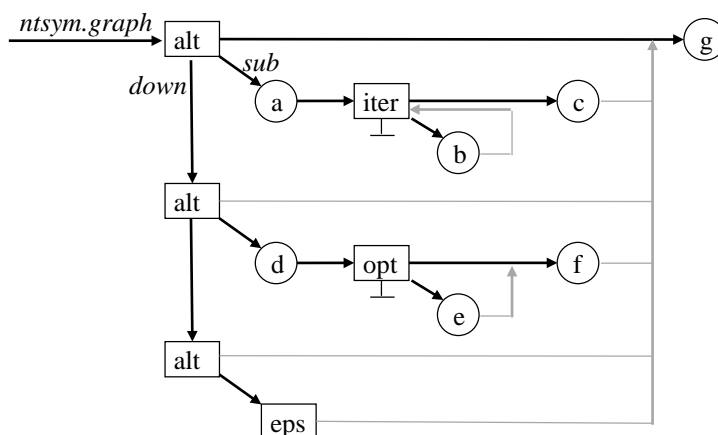 ntsym.graph
alt
g
sub
down
a
iter
c
b
alt
d
opt
f
e
alt
eps